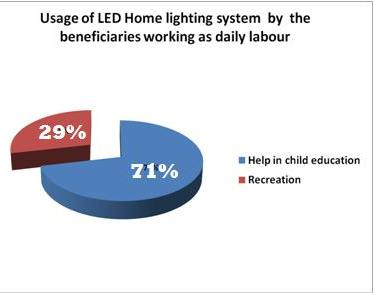 Usage of LED Home lighting system by the
beneficiaries working as daily labour
29%
71%
Help in child education
Recreation